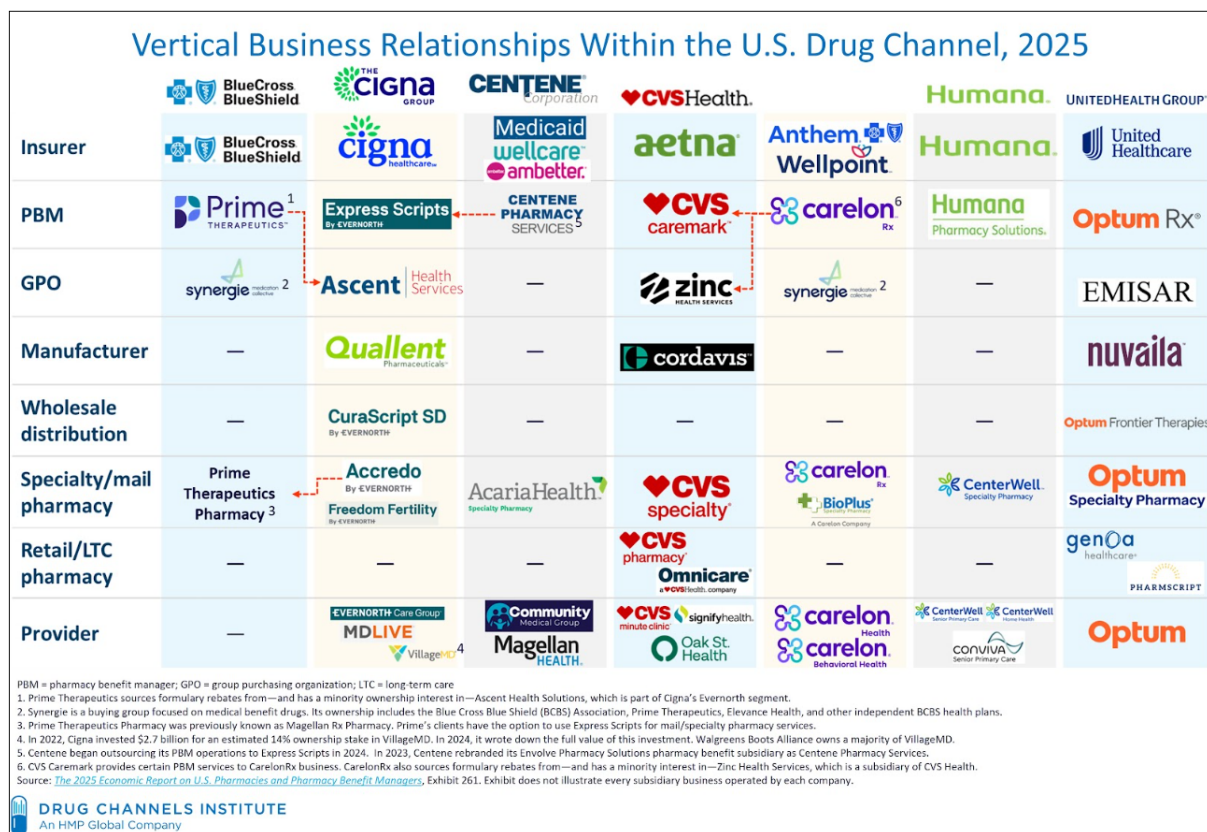 Vertical Business Relationships Within the U.S. Drug Channel, 2025
BlueCross BlueShield
THE cigna GROUP
CENTENE Corporation
CVSHealth.
Humana.
UNITEDHEALTH GROUP
Insurer
BlueCross BlueShield
cigna healthcare
Medicaid
wellcare
ambetter ambetter.
aetna
Anthem
Wellpoint
Humana.
United Healthcare
PBM
Prime THERAPEUTICS 1
Express Scripts
By EVERNORTH
CENTENE PHARMACY SERVICES 5
CVS caremark
carelon Rx 6
Humana Pharmacy Solutions.
Optum Rx
GPO
synergie medication collective 2
Ascent Health Services
—
zinc HEALTH SERVICES
synergie medication collective 2
—
EMISAR
Manufacturer
—
Quallent Pharmaceuticals
—
cordavis
—
—
nuvaila
Wholesale distribution
—
CuraScript SD
By EVERNORTH
—
—
—
—
Optum Frontier Therapies
Specialty/mail pharmacy
Prime Therapeutics Pharmacy 3
Accredo
By EVERNORTH
Freedom Fertility
By EVERNORTH
AcariaHealth
Specialty Pharmacy
CVS specialty
carelon Rx
BioPlus Specialty Pharmacy
A Carelon Company
CenterWell Specialty Pharmacy
Optum Specialty Pharmacy
Retail/LTC pharmacy
—
—
—
CVS pharmacy
Omnicare
a CVSHealth. company
—
—
genoa healthcare
PHARMSCRIPT
Provider
—
EVERNORTH Care Group
MDLIVE
VillageMD 4
Community Medical Group
Magellan HEALTH
CVS minute clinic
signifyhealth.
Oak St. Health
carelon Health
carelon Behavioral Health
CenterWell Senior Primary Care
CenterWell Home Health
conviva Senior Primary Care
Optum
PBM = pharmacy benefit manager; GPO = group purchasing organization; LTC = long-term care
1. Prime Therapeutics sources formulary rebates from—and has a minority ownership interest in—Ascent Health Solutions, which is part of Cigna's Evernorth segment.
2. Synergie is a buying group focused on medical benefit drugs. Its ownership includes the Blue Cross Blue Shield (BCBS) Association, Prime Therapeutics, Elevance Health, and other independent BCBS health plans.
3. Prime Therapeutics Pharmacy was previously known as Magellan Rx Pharmacy. Prime's clients have the option to use Express Scripts for mail/specialty pharmacy services.
4. In 2022, Cigna invested $2.7 billion for an estimated 14% ownership stake in VillageMD. In 2024, it wrote down the full value of this investment. Walgreens Boots Alliance owns a majority of VillageMD.
5. Centene began outsourcing its PBM operations to Express Scripts in 2024. In 2023, Centene rebranded its Envolve Pharmacy Solutions pharmacy benefit subsidiary as Centene Pharmacy Services.
6. CVS Caremark provides certain PBM services to CarelonRx business. CarelonRx also sources formulary rebates from—and has a minority interest in—Zinc Health Services, which is a subsidiary of CVS Health.
Source: The 2025 Economic Report on U.S. Pharmacies and Pharmacy Benefit Managers, Exhibit 261. Exhibit does not illustrate every subsidiary business operated by each company.
DRUG CHANNELS INSTITUTE
An HMP Global Company